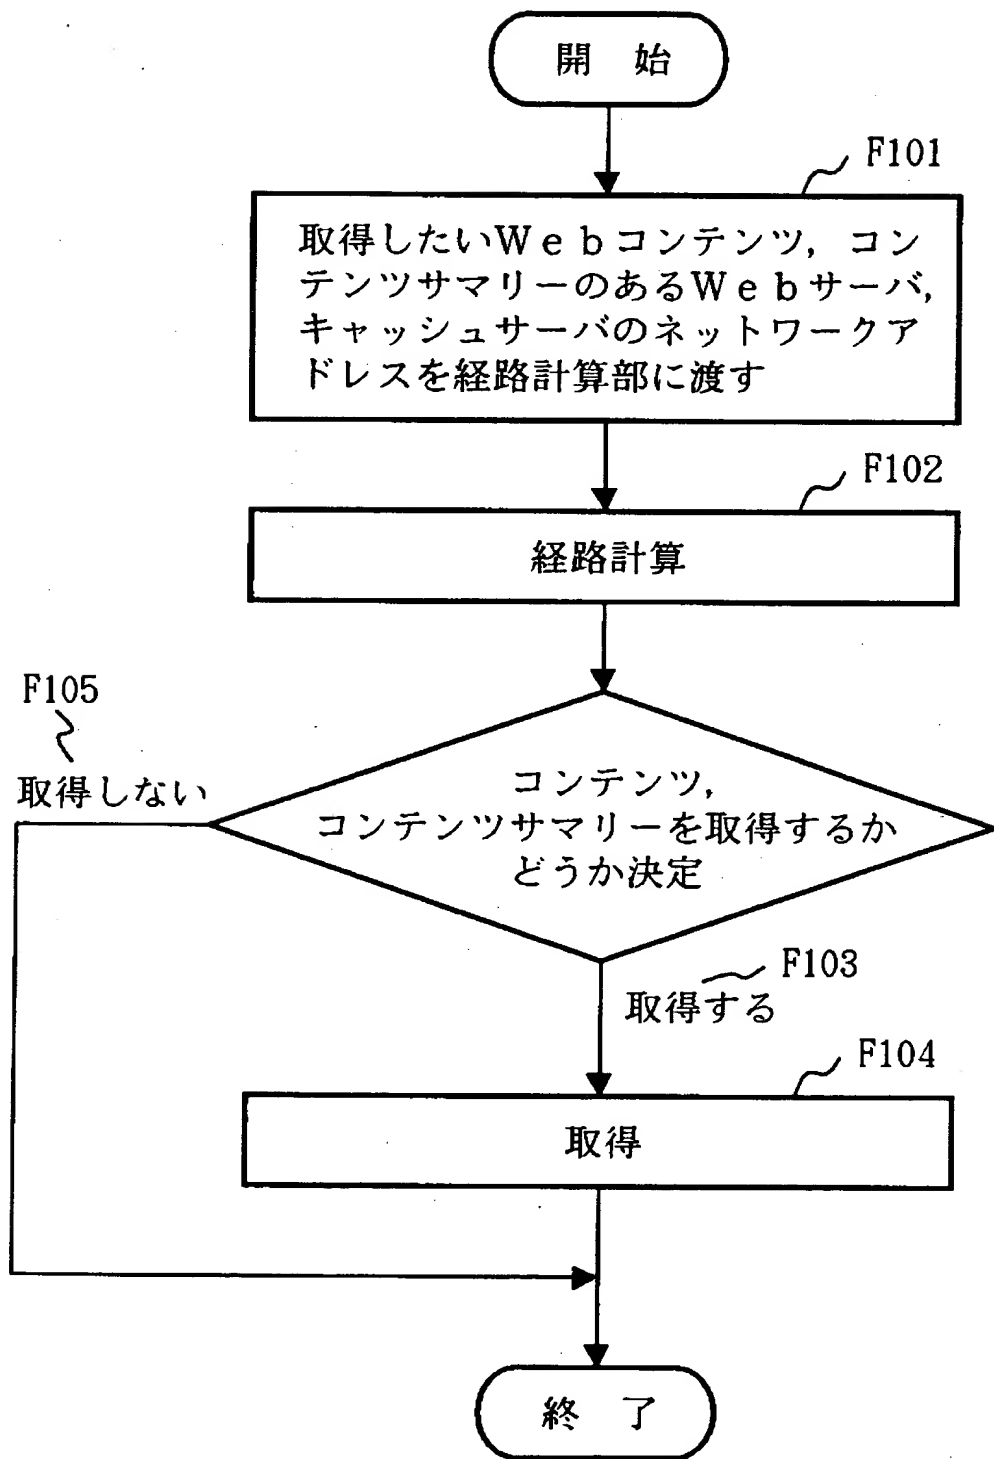 開 始
F101
取得したいWebコンテンツ, コン
テンツサマリーのあるWebサーバ,
キャッシュサーバのネットワークア
ドレスを経路計算部に渡す
F102
経路計算
F105
取得しない
コンテンツ,
コンテンツサマリーを取得するか
どうか決定
F103
取得する
F104
取得
終 了